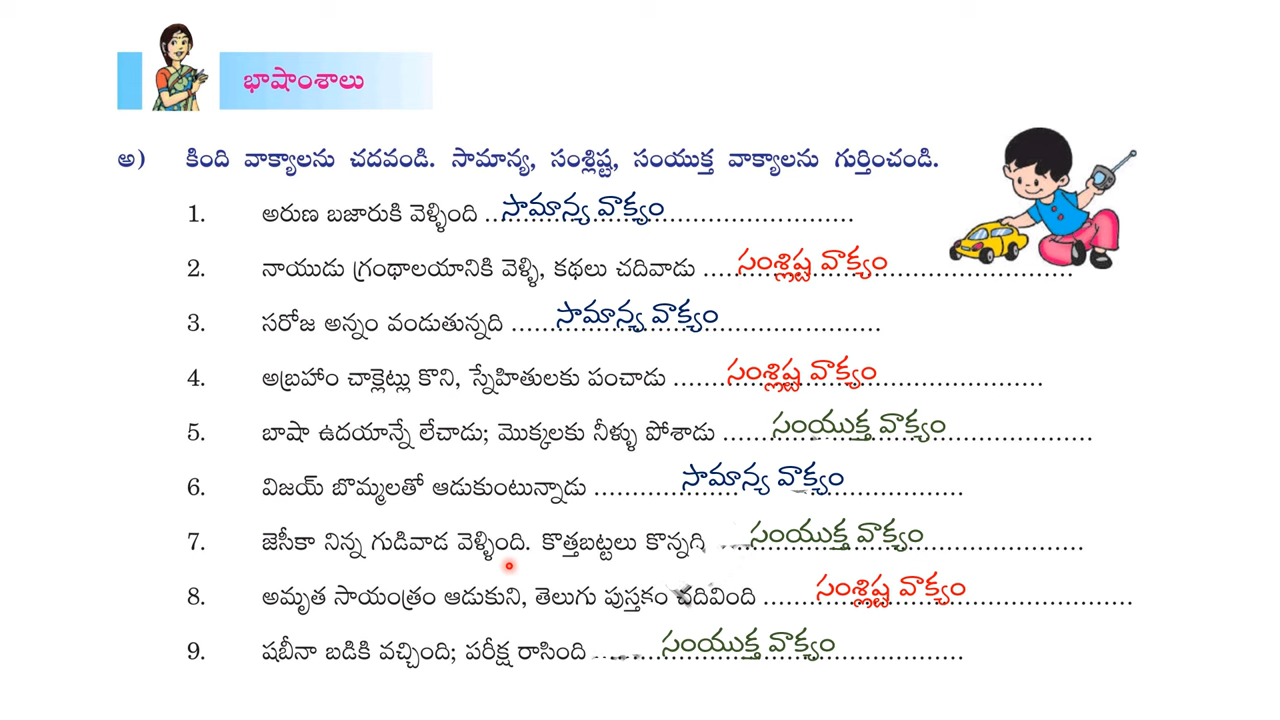 భాషాంశాలు
అ) కింది వాక్యాలను చదవండి. సామాన్య, సంశ్లిష్ట, సంయుక్త వాక్యాలను గుర్తించండి.
1. అరుణ బజారుకి వెళ్ళింది ...సామాన్య వాక్యం...
2. నాయుడు గ్రంథాలయానికి వెళ్ళి, కథలు చదివాడు ...సంశ్లిష్ట వాక్యం...
3. సరోజ అన్నం వండుతున్నది ...సామాన్య వాక్యం...
4. అబ్రహాం చాక్లెట్లు కొని, స్నేహితులకు పంచాడు ...సంశ్లిష్ట వాక్యం...
5. బాషా ఉదయాన్నే లేచాడు; మొక్కలకు నీళ్ళు పోశాడు ...సంయుక్త వాక్యం...
6. విజయ్ బొమ్మలతో ఆడుకుంటున్నాడు ...సామాన్య వాక్యం...
7. జెసీకా నిన్న గుడివాడ వెళ్ళింది. కొత్తబట్టలు కొన్నది ...సంయుక్త వాక్యం...
8. అమృత సాయంత్రం ఆడుకుని, తెలుగు పుస్తకం చదివింది ...సంశ్లిష్ట వాక్యం...
9. షబీనా బడికి వచ్చింది; పరీక్ష రాసింది ...సంయుక్త వాక్యం...